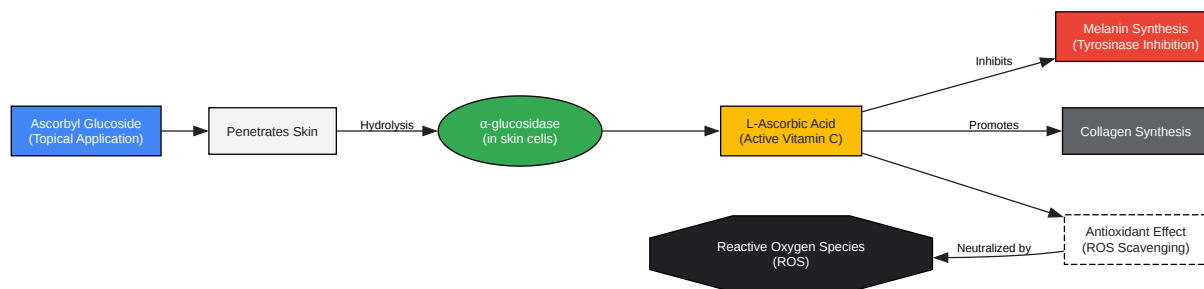 Ascorbyl Glucoside
(Topical Application)
Penetrates Skin
Hydrolysis
α-glucosidase
(in skin cells)
L-Ascorbic Acid
(Active Vitamin C)
Inhibits
Melanin Synthesis
(Tyrosinase Inhibition)
Promotes
Collagen Synthesis
Antioxidant Effect
(ROS Scavenging)
Neutralized by
Reactive Oxygen Species
(ROS)